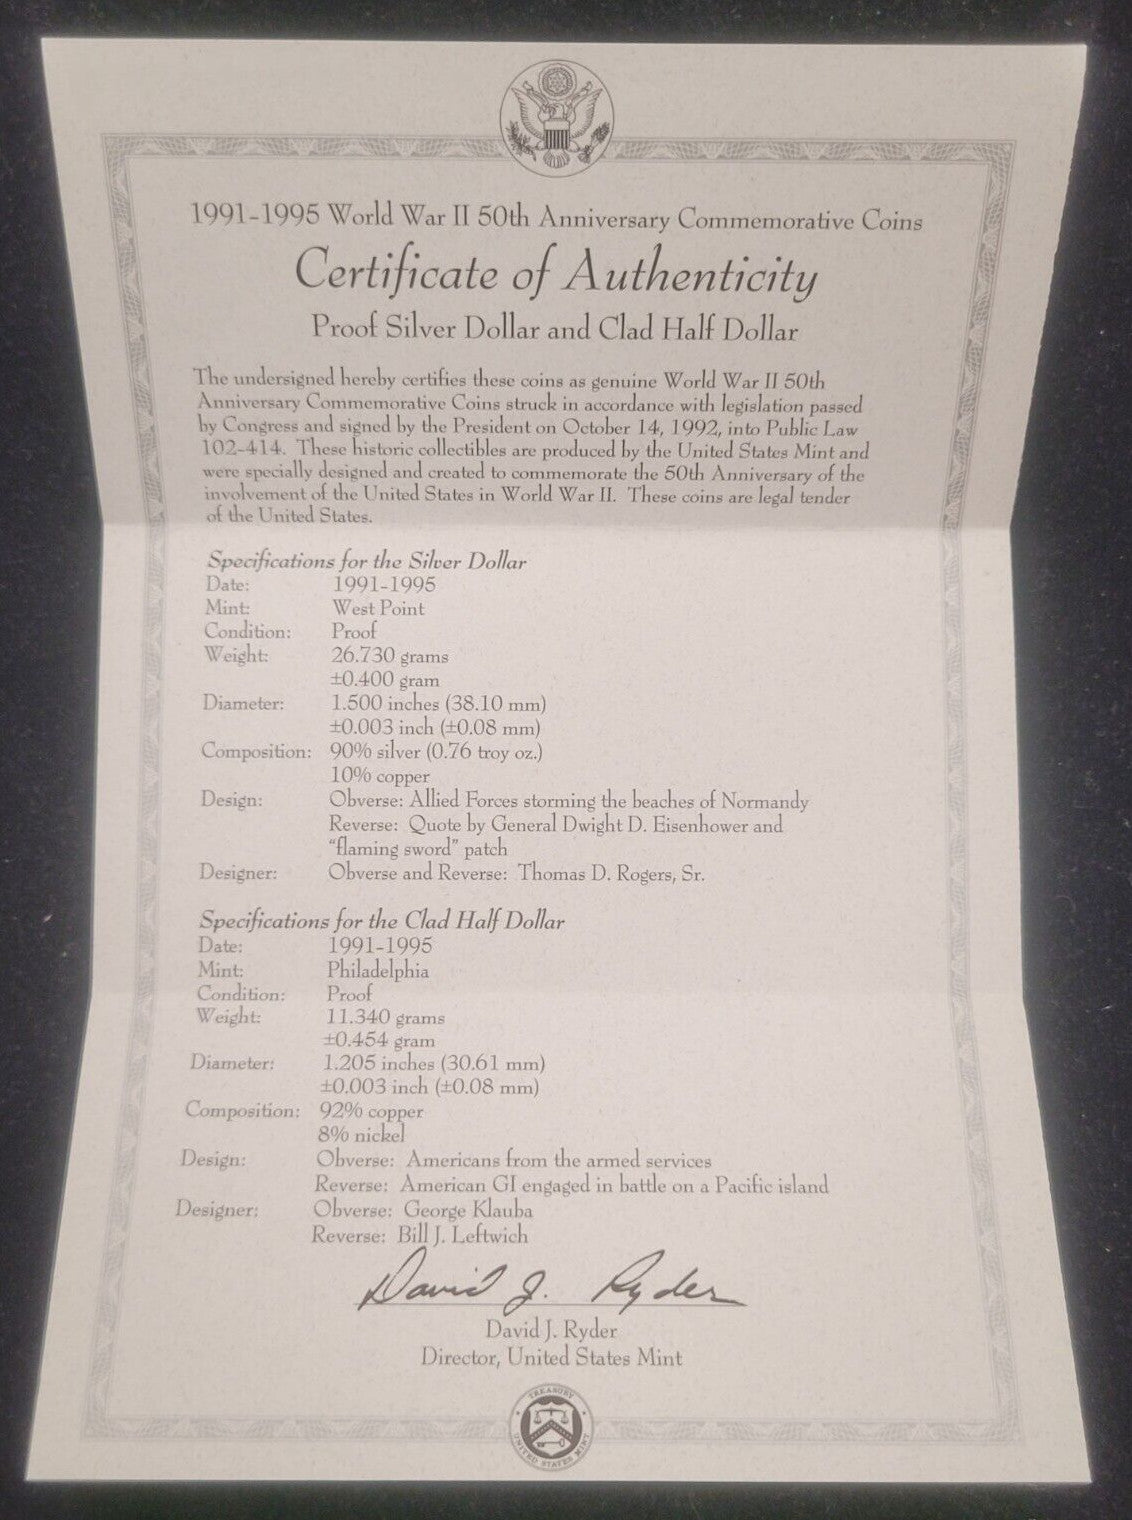 1991-1995 World War II 50th Anniversary Commemorative Coins
Certificate of Authenticity
Proof Silver Dollar and Clad Half Dollar
The undersigned hereby certifies these coins as genuine World War II 50th
Anniversary Commemorative Coins struck in accordance with legislation passed
by Congress and signed by the President on October 14, 1992, into Public Law
102-414. These historic collectibles are produced by the United States Mint and
were specially designed and created to commemorate the 50th Anniversary of the
involvement of the United States in World War II. These coins are legal tender
of the United States.
Specifications for the Silver Dollar
Date: 1991-1995
Mint: West Point
Condition: Proof
Weight: 26.730 grams
±0.400 gram
Diameter: 1.500 inches (38.10 mm)
±0.003 inch (±0.08 mm)
Composition: 90% silver (0.76 troy oz.)
10% copper
Design: Obverse: Allied Forces storming the beaches of Normandy
Reverse: Quote by General Dwight D. Eisenhower and
"flaming sword" patch
Designer: Obverse and Reverse: Thomas D. Rogers, Sr.
Specifications for the Clad Half Dollar
Date: 1991-1995
Mint: Philadelphia
Condition: Proof
Weight: 11.340 grams
±0.454 gram
Diameter: 1.205 inches (30.61 mm)
±0.003 inch (±0.08 mm)
Composition: 92% copper
8% nickel
Design: Obverse: Americans from the armed services
Reverse: American GI engaged in battle on a Pacific island
Designer: Obverse: George Klauba
Reverse: Bill J. Leftwich
David J. Ryder
David J. Ryder
Director, United States Mint
TREASURY
UNITED STATES MINT